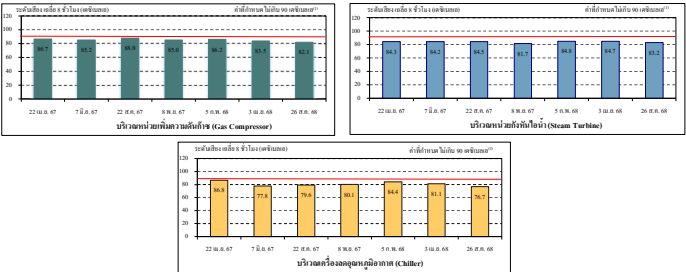 ระดับเสียงเฉลี่ย 8 ชั่วโมง (เดซิเบลเอ) ค่าที่กำหนดไม่เกิน 90 เดซิเบลเอ⁽¹⁾
120
100
80
60
40
20
0
86.7 85.2 88.0 85.0 86.2 83.5 82.1
22 เม.ย. 67 7 มิ.ย. 67 22 ส.ค. 67 8 พ.ย. 67 5 ก.พ. 68 3 เม.ย. 68 26 ส.ค. 68
บริเวณหน่วยเพิ่มความดันก๊าซ (Gas Compressor)
ระดับเสียงเฉลี่ย 8 ชั่วโมง (เดซิเบลเอ) ค่าที่กำหนดไม่เกิน 90 เดซิเบลเอ⁽¹⁾
120
100
80
60
40
20
0
84.3 84.2 84.5 81.7 84.8 84.7 83.2
22 เม.ย. 67 7 มิ.ย. 67 22 ส.ค. 67 8 พ.ย. 67 5 ก.พ. 68 3 เม.ย. 68 26 ส.ค. 68
บริเวณหน่วยกังหันไอน้ำ (Steam Turbine)
ระดับเสียงเฉลี่ย 8 ชั่วโมง (เดซิเบลเอ) ค่าที่กำหนดไม่เกิน 90 เดซิเบลเอ⁽¹⁾
120
100
80
60
40
20
0
86.8 77.8 79.6 80.1 84.4 81.1 76.7
22 เม.ย. 67 7 มิ.ย. 67 22 ส.ค. 67 8 พ.ย. 67 5 ก.พ. 68 3 เม.ย. 68 26 ส.ค. 68
บริเวณเครื่องลดอุณหภูมิอากาศ (Chiller)